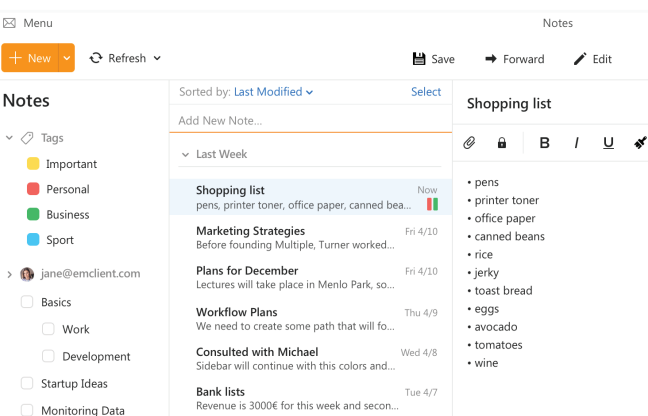 Menu
Notes
New
Refresh
Save
Forward
Edit
Notes
Tags
Important
Personal
Business
Sport
jane@emclient.com
Basics
Work
Development
Startup Ideas
Monitoring Data
Sorted by: Last Modified
Select
Add New Note...
Last Week
Shopping list
Now
pens, printer toner, office paper, canned bea...
Marketing Strategies
Fri 4/10
Before founding Multiple, Turner worked...
Plans for December
Fri 4/10
Lectures will take place in Menlo Park, so...
Workflow Plans
Thu 4/9
We need to create some path that will fo...
Consulted with Michael
Wed 4/8
Sidebar will continue with this colors and...
Bank lists
Tue 4/7
Revenue is 3000€ for this week and secon...
Shopping list
B I U
• pens
• printer toner
• office paper
• canned beans
• rice
• jerky
• toast bread
• eggs
• avocado
• tomatoes
• wine